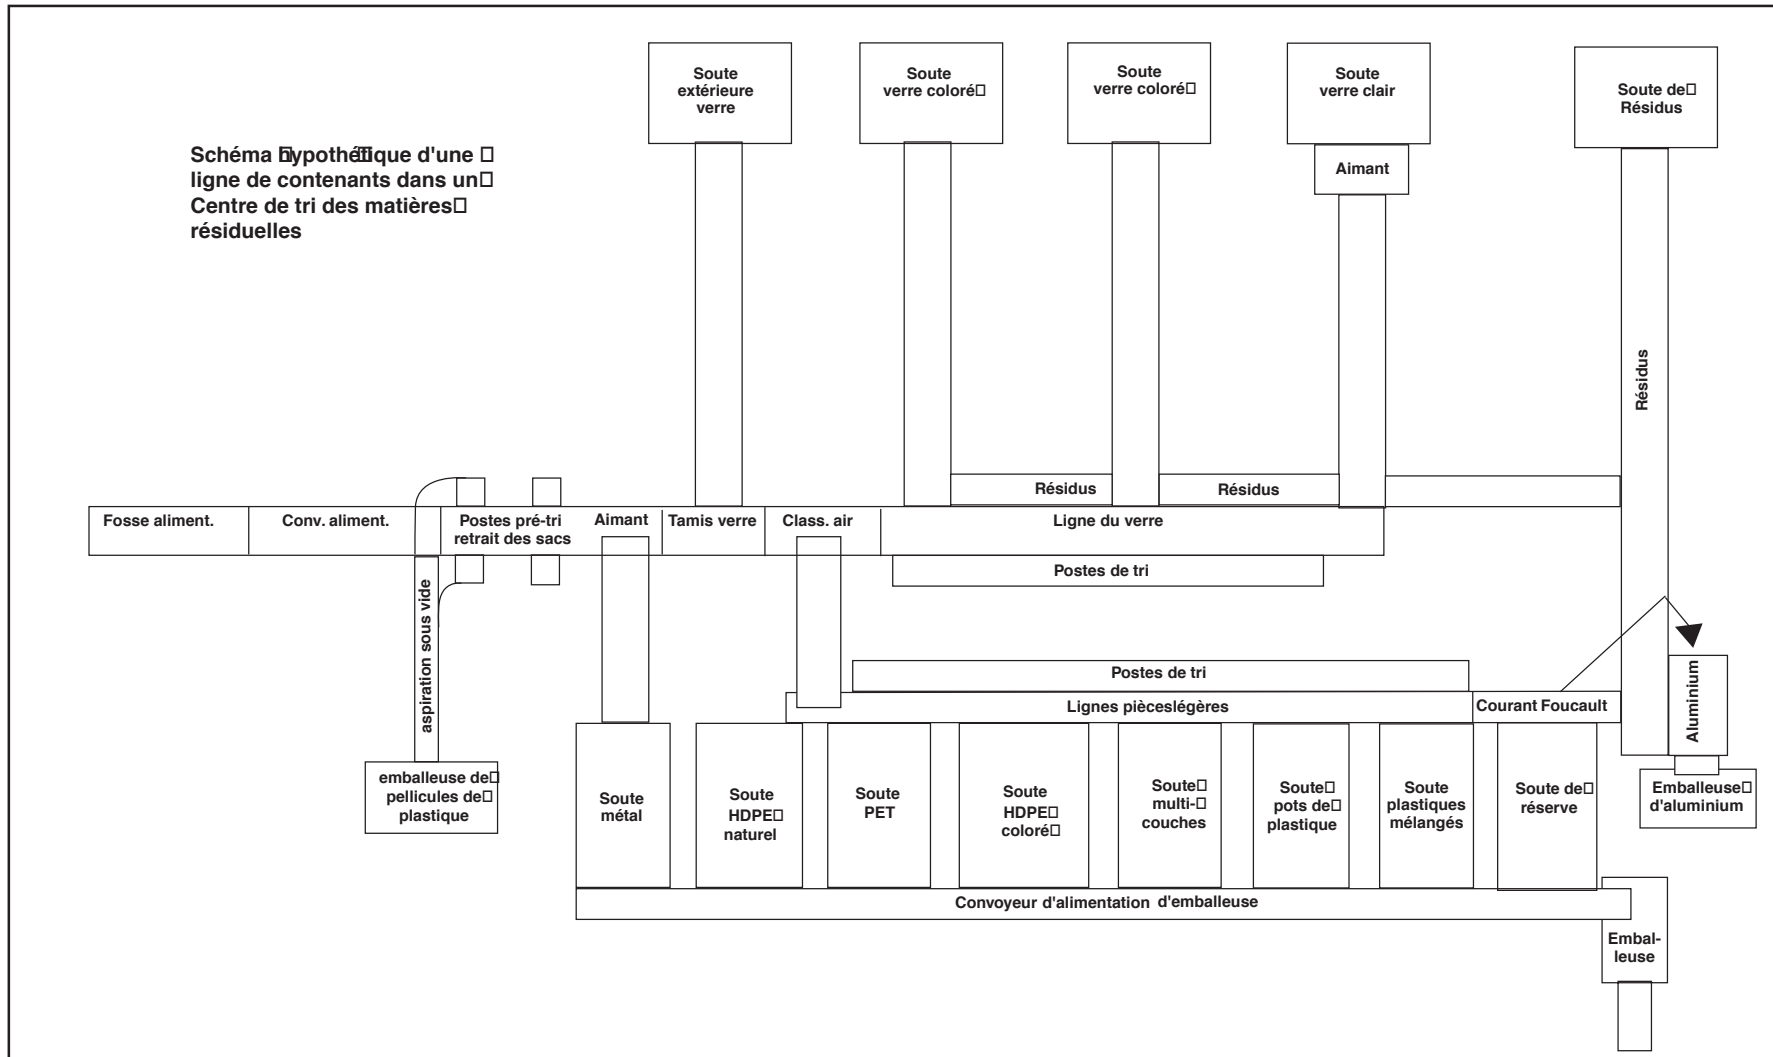 Soute
extérieure
verre
Soute
verre coloré
Soute
verre coloré
Soute
verre clair
Soute de
Résidus
Schéma hypothétique d'une
ligne de contenants dans un
Centre de tri des matières
résiduelles
Aimant
Résidus
Résidus
Résidus
Fosse aliment.
Conv. aliment.
Postes pré-tri
retrait des sacs
Aimant
Tamis verre
Class. air
Ligne du verre
Postes de tri
aspiration sous vide
Postes de tri
Lignes pièceslégères
Courant Foucault
Aluminium
emballeuse de
pellicules de
plastique
Soute
métal
Soute
HDPE
naturel
Soute
PET
Soute
HDPE
coloré
Soute
multi-
couches
Soute
pots de
plastique
Soute
plastiques
mélangés
Soute de
réserve
Emballeuse
d'aluminium
Convoyeur d'alimentation d'emballeuse
Embal-
leuse